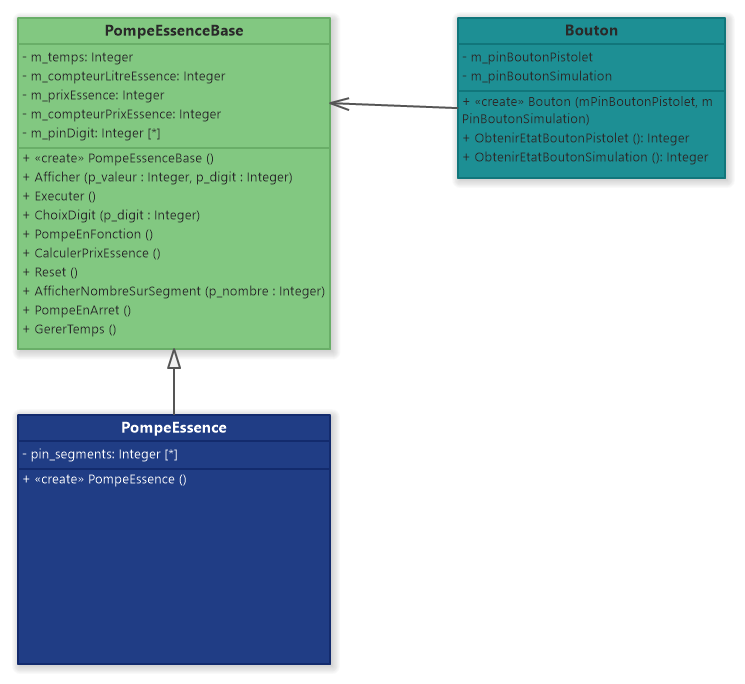 PompeEssenceBase
- m_temps: Integer
- m_compteurLitreEssence: Integer
- m_prixEssence: Integer
- m_compteurPrixEssence: Integer
- m_pinDigit: Integer [*]
+ «create» PompeEssenceBase ()
+ Afficher (p_valeur : Integer, p_digit : Integer)
+ Executer ()
+ ChoixDigit (p_digit : Integer)
+ PompeEnFonction ()
+ CalculerPrixEssence ()
+ Reset ()
+ AfficherNombreSurSegment (p_nombre : Integer)
+ PompeEnArret ()
+ GererTemps ()
Bouton
- m_pinBoutonPistolet
- m_pinBoutonSimulation
+ «create» Bouton (mPinBoutonPistolet, m
PinBoutonSimulation)
+ ObtenirEtatBoutonPistolet (): Integer
+ ObtenirEtatBoutonSimulation (): Integer
PompeEssence
- pin_segments: Integer [*]
+ «create» PompeEssence ()